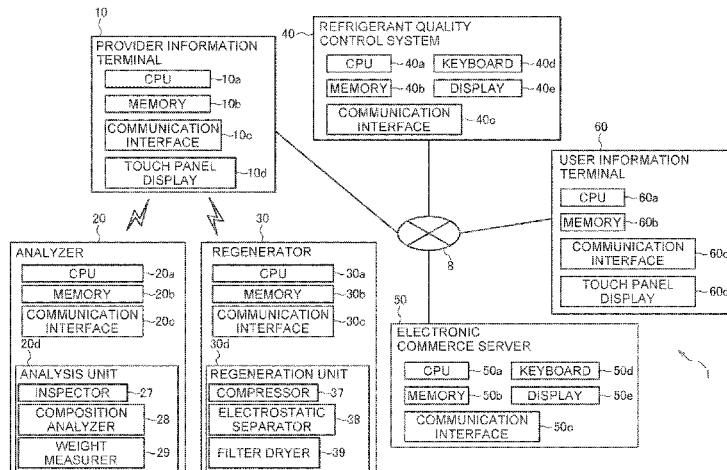 10
PROVIDER INFORMATION
TERMINAL
CPU 10a
MEMORY 10b
COMMUNICATION
INTERFACE 10c
TOUCH PANEL
DISPLAY 10d
40
REFRIGERANT QUALITY
CONTROL SYSTEM
CPU 40a KEYBOARD 40d
MEMORY 40b DISPLAY 40e
COMMUNICATION
INTERFACE 40c
60
USER INFORMATION
TERMINAL
CPU 60a
MEMORY 60b
COMMUNICATION
INTERFACE 60c
TOUCH PANEL
DISPLAY 60d
8
20
ANALYZER
CPU 20a
MEMORY 20b
COMMUNICATION
INTERFACE 20c
20d
ANALYSIS UNIT
INSPECTOR 27
COMPOSITION
ANALYZER 28
WEIGHT
MEASURER 29
30
REGENERATOR
CPU 30a
MEMORY 30b
COMMUNICATION
INTERFACE 30c
30d
REGENERATION UNIT
COMPRESSOR 37
ELECTROSTATIC
SEPARATOR 38
FILTER DRYER 39
50
ELECTRONIC
COMMERCE SERVER
CPU 50a KEYBOARD 50d
MEMORY 50b DISPLAY 50e
COMMUNICATION
INTERFACE 50c
1